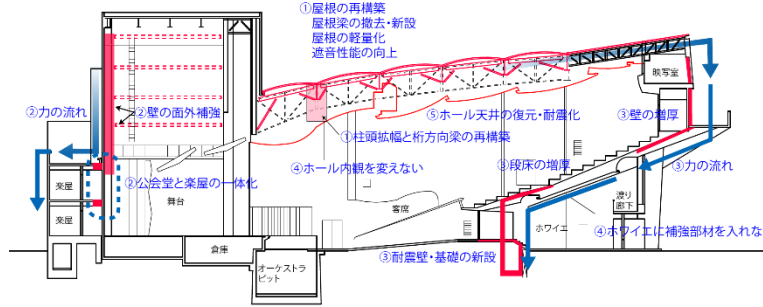 ①屋根の再構築
屋根梁の撤去・新設
屋根の軽量化
遮音性能の向上
映写室
②力の流れ
②壁の面外補強
⑤ホール天井の復元・耐震化
③壁の増厚
①柱頭拡幅と桁方向梁の再構築
④ホール内観を変えない
③段床の増厚
③力の流れ
②公会堂と楽屋の一体化
楽屋
舞台
客席
渡り
廊下
楽屋
倉庫
ホワイエ
④ホワイエに補強部材を入れな
③耐震壁・基礎の新設
オーケストラ
ピット